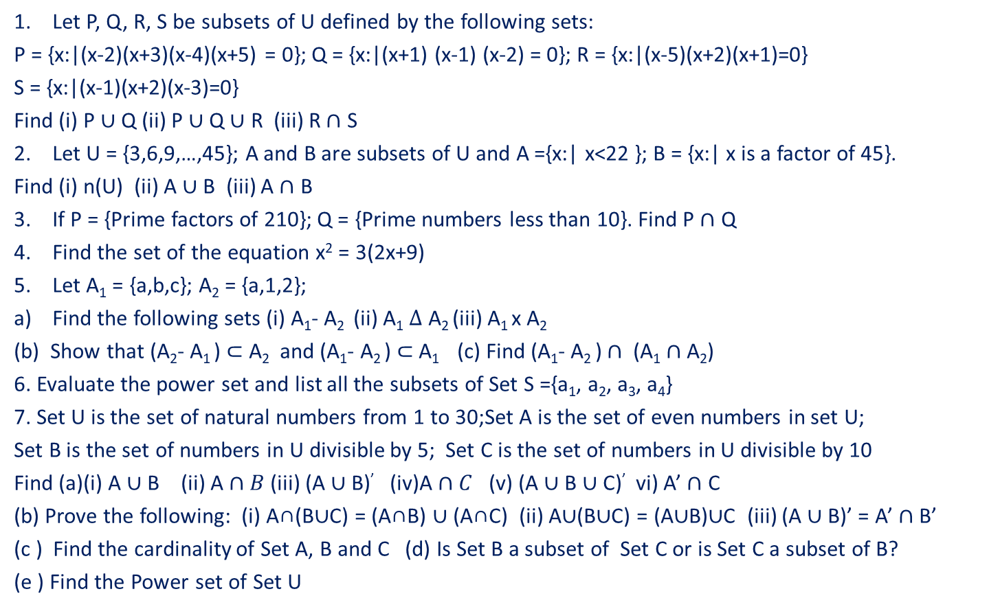 1. Let P, Q, R, S be subsets of U defined by the following sets:
P = {x:|(x-2)(x+3)(x-4)(x+5) = 0}; Q = {x:|(x+1) (x-1) (x-2) = 0}; R = {x:|(x-5)(x+2)(x+1)=0}
S = {x:|(x-1)(x+2)(x-3)=0}
Find (i) P ∪ Q (ii) P ∪ Q ∪ R (iii) R ∩ S
2. Let U = {3,6,9,...,45}; A and B are subsets of U and A ={x:| x<22 }; B = {x:| x is a factor of 45}.
Find (i) n(U) (ii) A ∪ B (iii) A ∩ B
3. If P = {Prime factors of 210}; Q = {Prime numbers less than 10}. Find P ∩ Q
4. Find the set of the equation x² = 3(2x+9)
5. Let A₁ = {a,b,c}; A₂ = {a,1,2};
a) Find the following sets (i) A₁- A₂ (ii) A₁ Δ A₂ (iii) A₁ x A₂
(b) Show that (A₂- A₁ ) ⊂ A₂ and (A₁- A₂ ) ⊂ A₁ (c) Find (A₁- A₂ ) ∩ (A₁ ∩ A₂)
6. Evaluate the power set and list all the subsets of Set S ={a₁, a₂, a₃, a₄}
7. Set U is the set of natural numbers from 1 to 30;Set A is the set of even numbers in set U;
Set B is the set of numbers in U divisible by 5; Set C is the set of numbers in U divisible by 10
Find (a)(i) A ∪ B (ii) A ∩ B (iii) (A ∪ B)′ (iv)A ∩ C (v) (A ∪ B ∪ C)′ vi) A’ ∩ C
(b) Prove the following: (i) A∩(B∪C) = (A∩B) ∪ (A∩C) (ii) A∪(B∪C) = (A∪B)∪C (iii) (A ∪ B)’ = A’ ∩ B’
(c ) Find the cardinality of Set A, B and C (d) Is Set B a subset of Set C or is Set C a subset of B?
(e ) Find the Power set of Set U